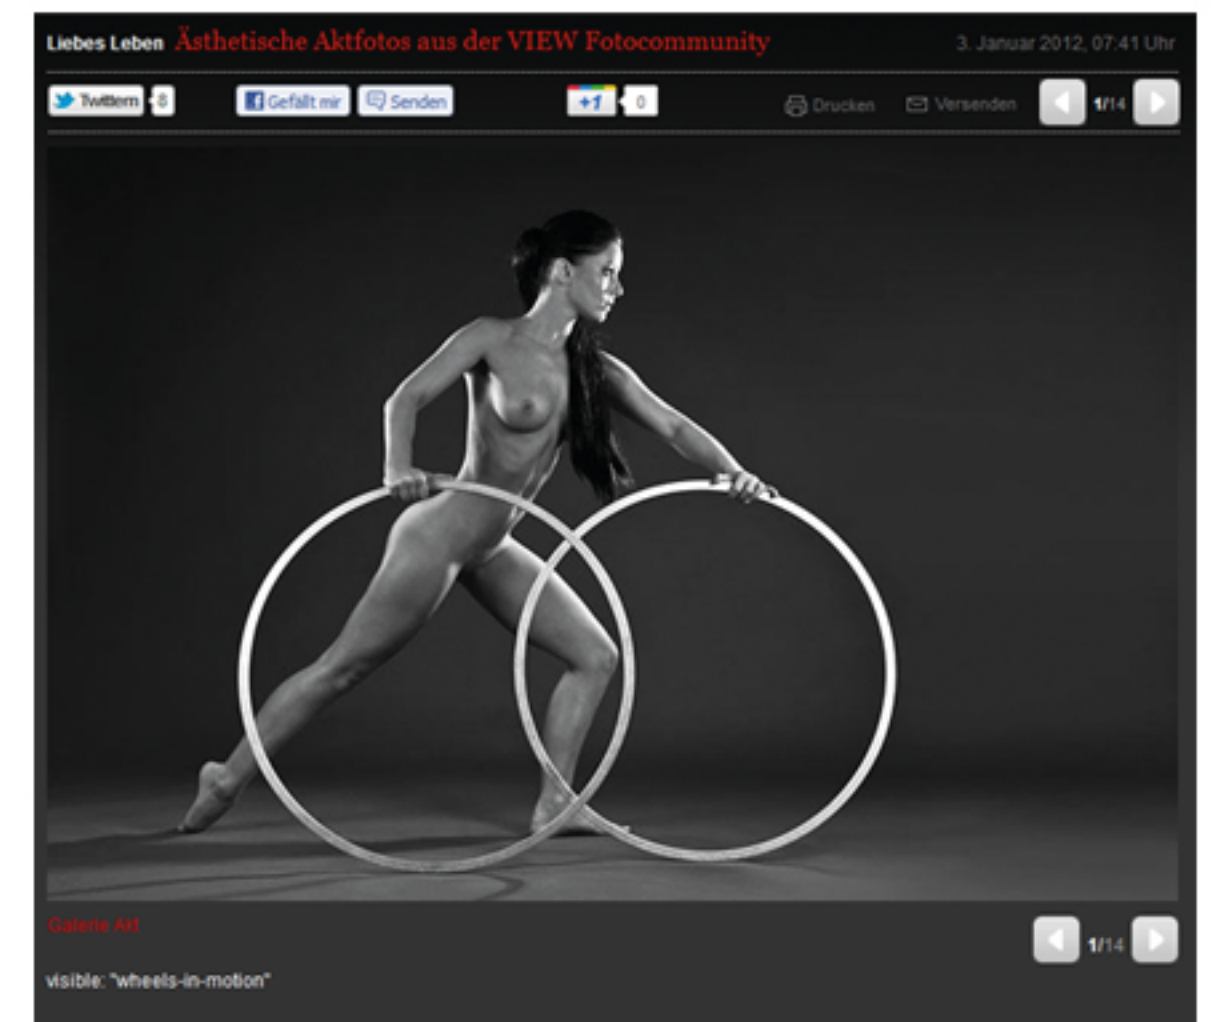 Liebes Leben Ästhetische Aktfotos aus der VIEW Fotocommunity 3. Januar 2012, 07:41 Uhr
Twittern 8 Gefällt mir Senden +1 0 Drucken Versenden 1/14
Galerie Akt 1/14
visible: "wheels-in-motion"